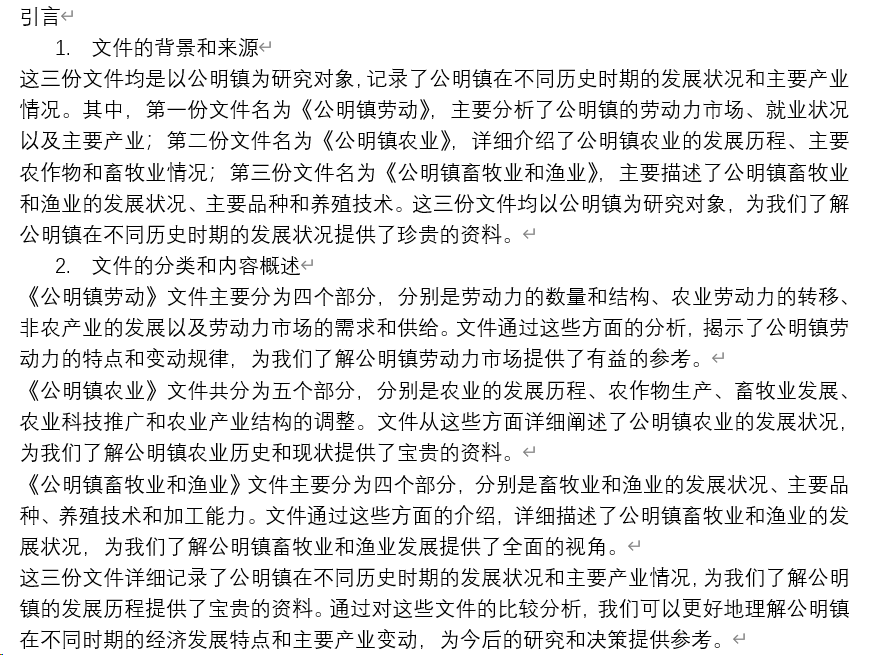 引言
1. 文件的背景和来源
这三份文件均是以公明镇为研究对象，记录了公明镇在不同历史时期的发展状况和主要产业
情况。其中，第一份文件名为《公明镇劳动》，主要分析了公明镇的劳动力市场、就业状况
以及主要产业；第二份文件名为《公明镇农业》，详细介绍了公明镇农业的发展历程、主要
农作物和畜牧业情况；第三份文件名为《公明镇畜牧业和渔业》，主要描述了公明镇畜牧业
和渔业的发展状况、主要品种和养殖技术。这三份文件均以公明镇为研究对象，为我们了解
公明镇在不同历史时期的发展状况提供了珍贵的资料。
2. 文件的分类和内容概述
《公明镇劳动》文件主要分为四个部分，分别是劳动力的数量和结构、农业劳动力的转移、
非农产业的发展以及劳动力市场的需求和供给。文件通过这些方面的分析，揭示了公明镇劳
动力的特点和变动规律，为我们了解公明镇劳动力市场提供了有益的参考。
《公明镇农业》文件共分为五个部分，分别是农业的发展历程、农作物生产、畜牧业发展、
农业科技推广和农业产业结构的调整。文件从这些方面详细阐述了公明镇农业的发展状况，
为我们了解公明镇农业历史和现状提供了宝贵的资料。
《公明镇畜牧业和渔业》文件主要分为四个部分，分别是畜牧业和渔业的发展状况、主要品
种、养殖技术和加工能力。文件通过这些方面的介绍，详细描述了公明镇畜牧业和渔业的发
展状况，为我们了解公明镇畜牧业和渔业发展提供了全面的视角。
这三份文件详细记录了公明镇在不同历史时期的发展状况和主要产业情况，为我们了解公明
镇的发展历程提供了宝贵的资料。通过对这些文件的比较分析，我们可以更好地理解公明镇
在不同时期的经济发展特点和主要产业变动，为今后的研究和决策提供参考。